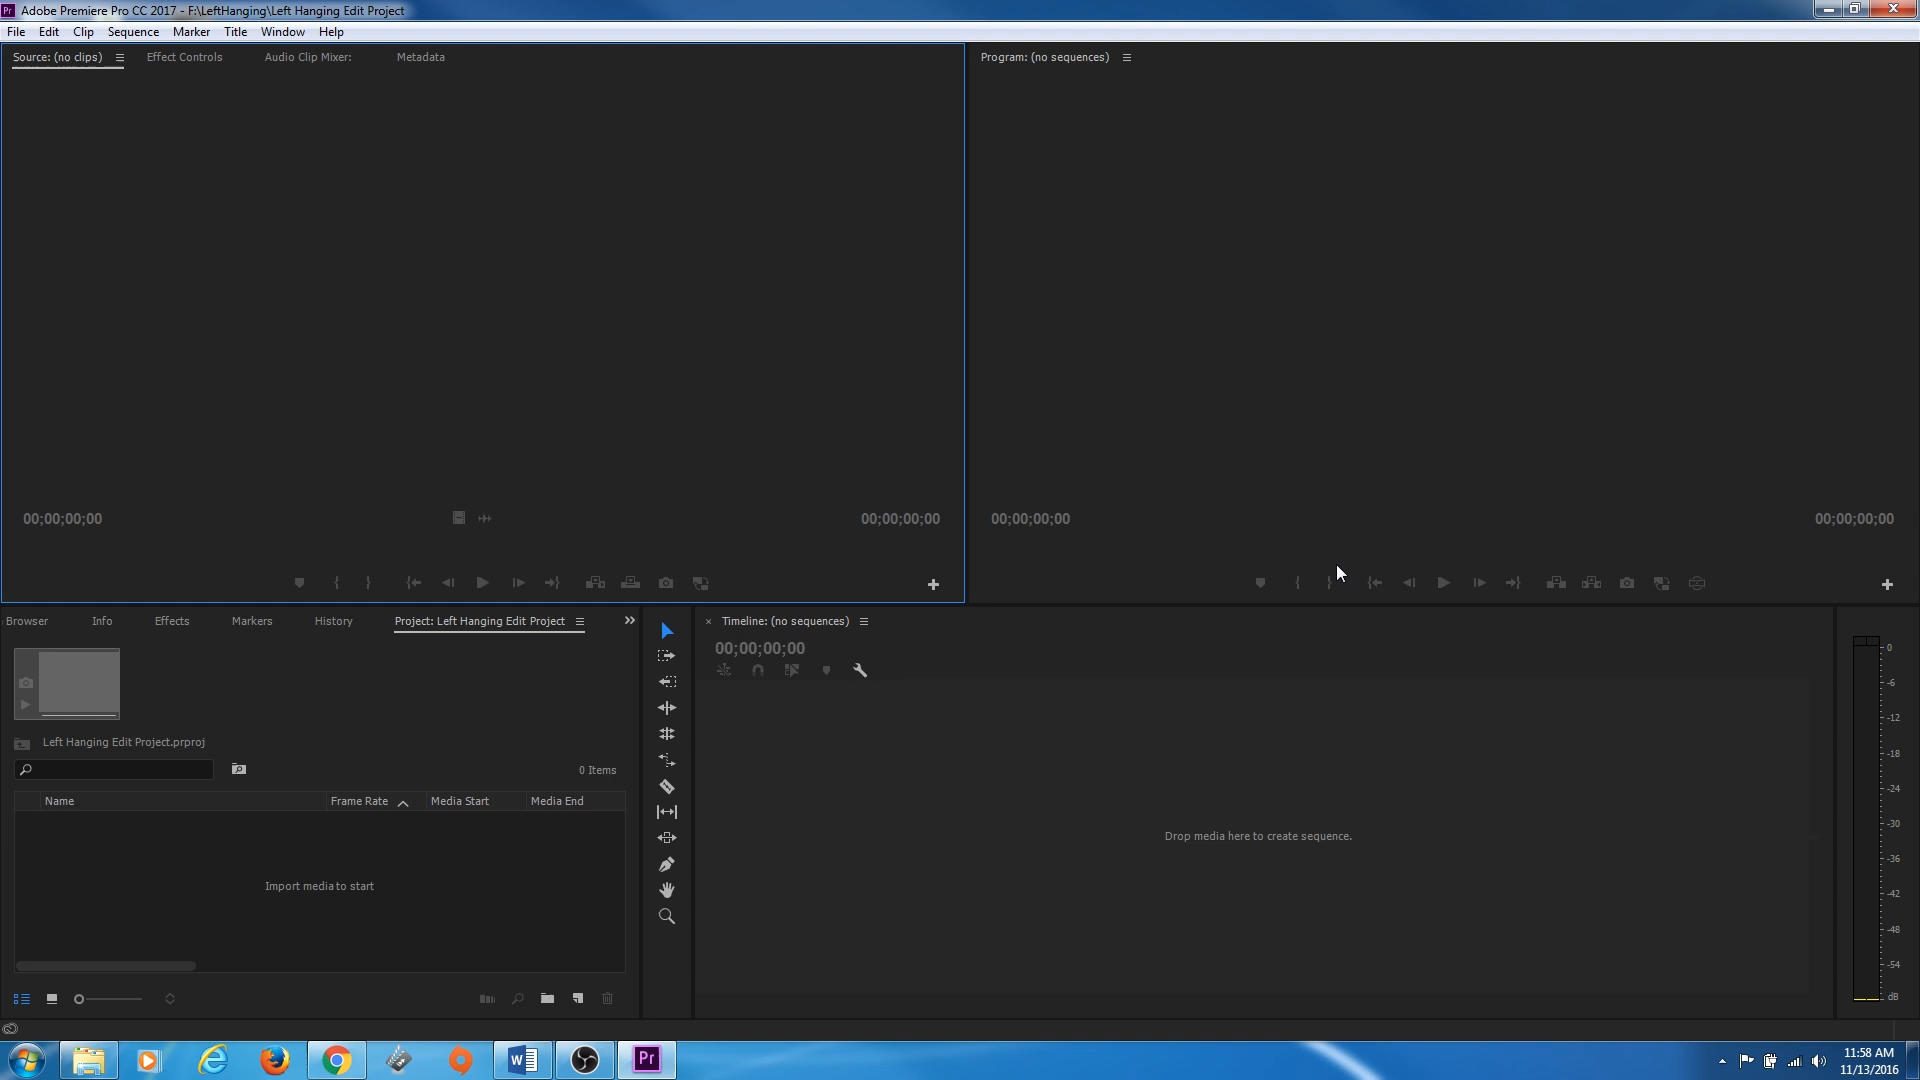 Adobe Premiere Pro CC 2017 - F:\LeftHanging\Left Hanging Edit Project
File Edit Clip Sequence Marker Title Window Help
Source: (no clips) Effect Controls Audio Clip Mixer: Metadata
Program: (no sequences)
00;00;00;00 00;00;00;00
00;00;00;00 00;00;00;00
Browser Info Effects Markers History Project: Left Hanging Edit Project
Left Hanging Edit Project.prproj
0 Items
Name Frame Rate Media Start Media End
Import media to start
Timeline: (no sequences)
00;00;00;00
Drop media here to create sequence.
0
-6
-12
-18
-24
-30
-36
-42
-48
-54
dB
11:58 AM
11/13/2016